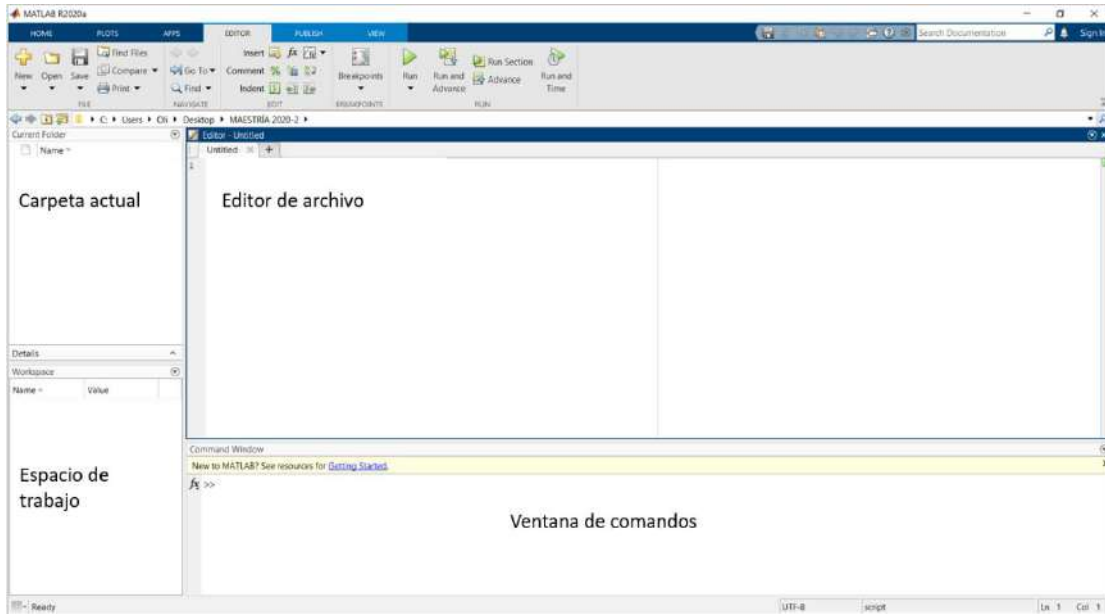 MATLAB R2020a
HOME PLOTS APPS EDITOR PUBLISH VIEW
Search Documentation
Sign In
Find Files
Insert
fx
Run Section
New Open Save
Compare
Go To
Comment
Breakpoints
Run
Run and Advance
Advance
Run and Time
Print
Find
Indent
FILE NAVIGATE EDIT BREAKPOINTS RUN
C: Users Oli Desktop MAESTRÍA 2020-2
Current Folder
Name
Editor - Untitled
Untitled +
1
Carpeta actual
Editor de archivo
Details
Workspace
Name Value
Espacio de
trabajo
Command Window
New to MATLAB? See resources for Getting Started.
fx >>
Ventana de comandos
Ready
UTF-8
script
Ln 1 Col 1